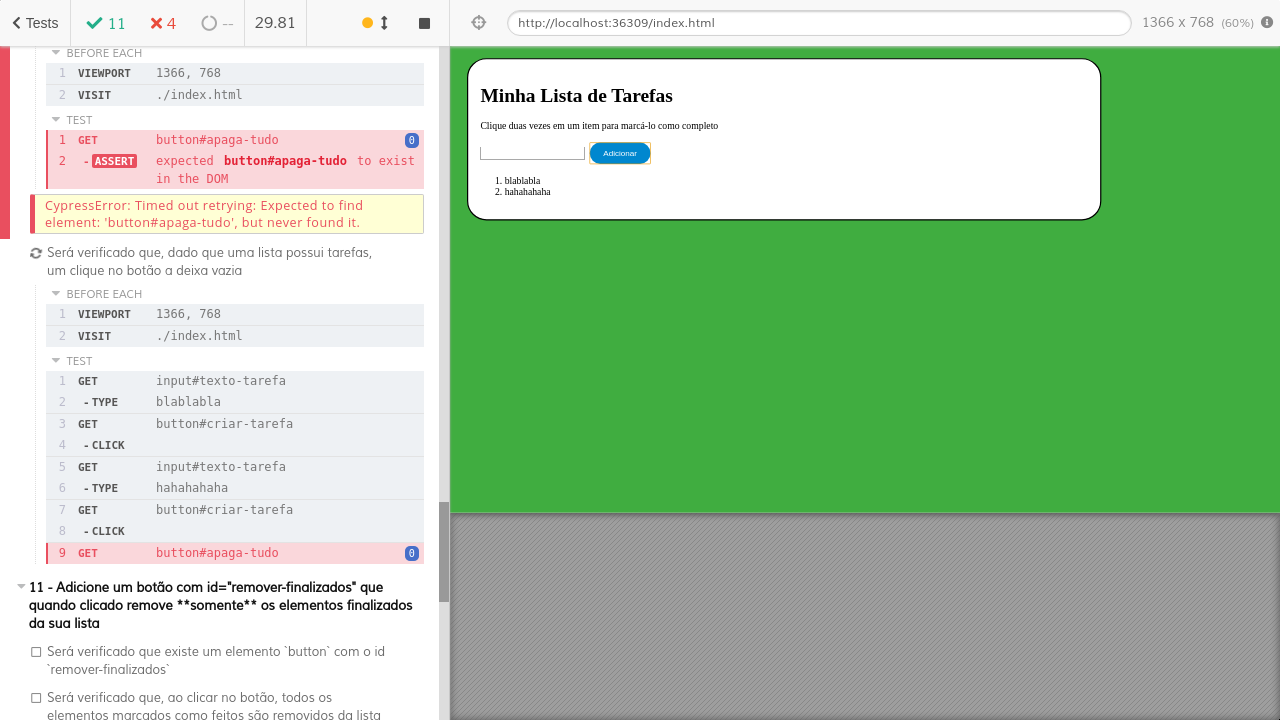 Tests 11 4 -- 29.81 http://localhost:36309/index.html 1366 x 768 (60%)
BEFORE EACH
1 VIEWPORT 1366, 768
2 VISIT ./index.html
TEST
1 GET button#apaga-tudo 0
2 -ASSERT expected button#apaga-tudo to exist
in the DOM
CypressError: Timed out retrying: Expected to find
element: 'button#apaga-tudo', but never found it.
Será verificado que, dado que uma lista possui tarefas,
um clique no botão a deixa vazia
BEFORE EACH
1 VIEWPORT 1366, 768
2 VISIT ./index.html
TEST
1 GET input#texto-tarefa
2 -TYPE blablabla
3 GET button#criar-tarefa
4 -CLICK
5 GET input#texto-tarefa
6 -TYPE hahahahaha
7 GET button#criar-tarefa
8 -CLICK
9 GET button#apaga-tudo 0
11 - Adicione um botão com id="remover-finalizados" que
quando clicado remove **somente** os elementos finalizados
da sua lista
Será verificado que existe um elemento `button` com o id
`remover-finalizados`
Será verificado que, ao clicar no botão, todos os
elementos marcados como feitos são removidos da lista
Minha Lista de Tarefas
Clique duas vezes em um item para marcá-lo como completo
Adicionar
1. blablabla
2. hahahahaha